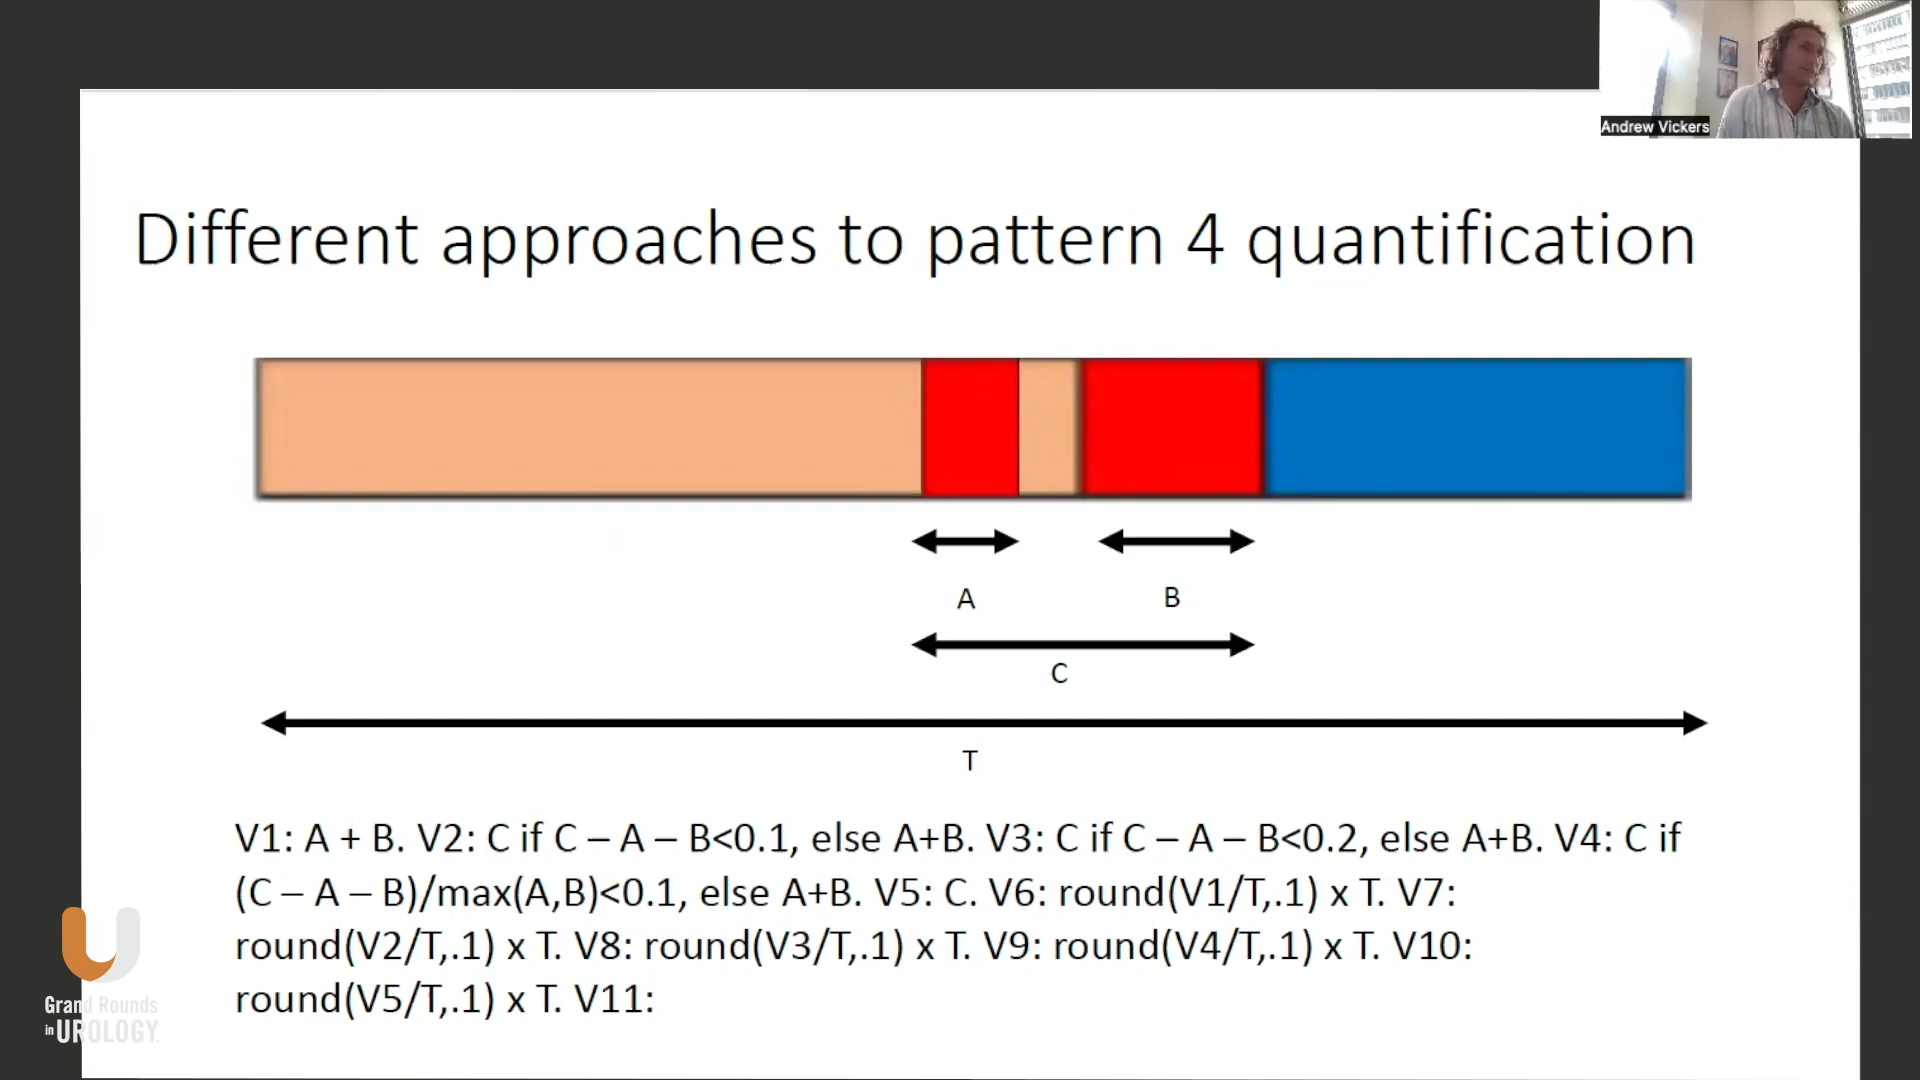 Andrew Vickers
Different approaches to pattern 4 quantification
A
B
C
T
V1: A + B. V2: C if C – A – B<0.1, else A+B. V3: C if C – A – B<0.2, else A+B. V4: C if
(C – A – B)/max(A,B)<0.1, else A+B. V5: C. V6: round(V1/T,.1) x T. V7:
round(V2/T,.1) x T. V8: round(V3/T,.1) x T. V9: round(V4/T,.1) x T. V10:
round(V5/T,.1) x T. V11:
Grand Rounds
in UROLOGY